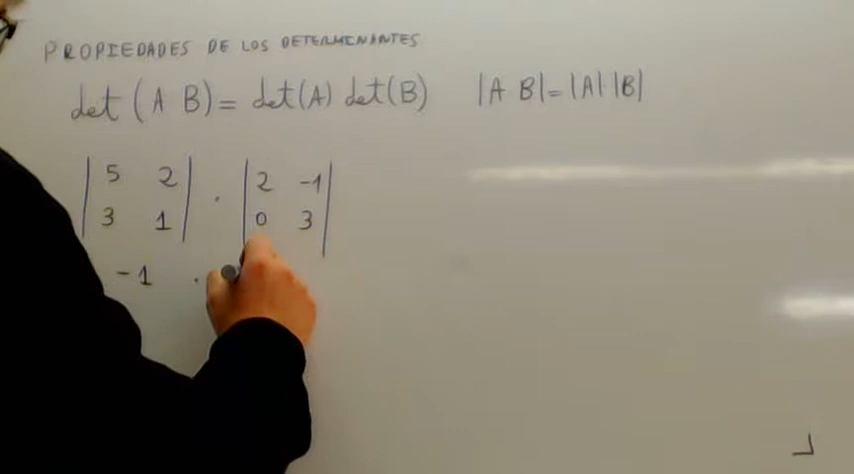 PROPIEDADES DE LOS DETERMINANTES
det (A B) = det(A) det(B) |A B| = |A| |B|
|5 2| · |2 -1|
|3 1| |0 3|
-1 ·